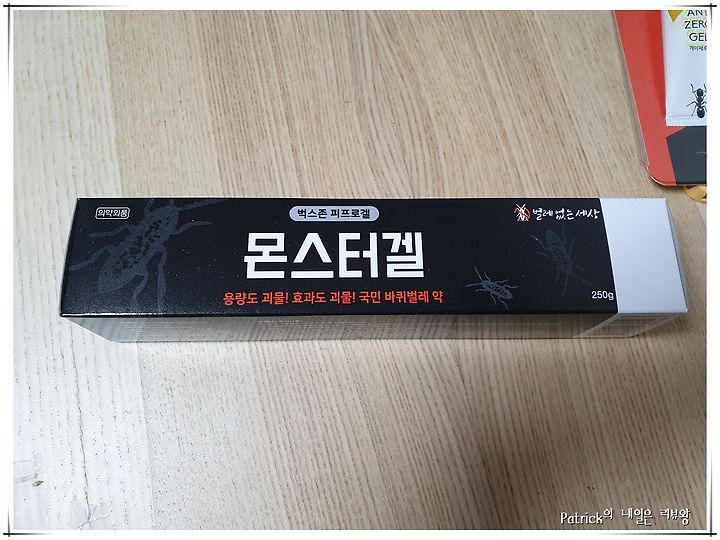 ANT
ZERO
GEL
의약외품
벅스존 피프로겔
벌레 없는 세상
몬스터겔
용량도 괴물! 효과도 괴물! 국민 바퀴벌레 약
250g
Patrick의 내일은 리뷰왕